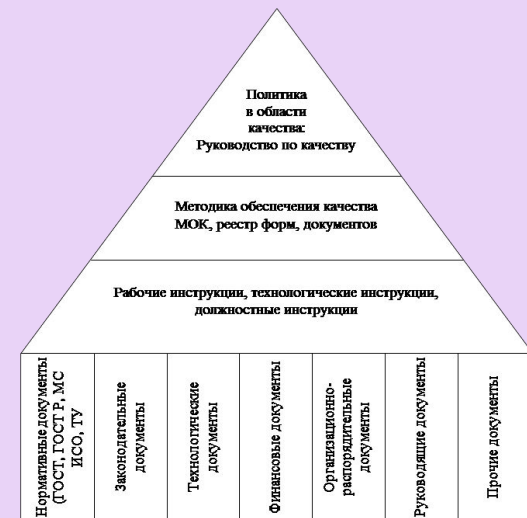 Политика
в области
качества:
Руководство по качеству
Методика обеспечения качества
МОК, реестр форм, документов
Рабочие инструкции, технологические инструкции,
должностные инструкции
Нормативные документы
(ГОСТ, ГОСТ Р, МС
ИСО, ТУ
Законодательные
документы
Технологические
документы
Финансовые документы
Организационно-
распорядительные
документы
Руководящие документы
Прочие документы